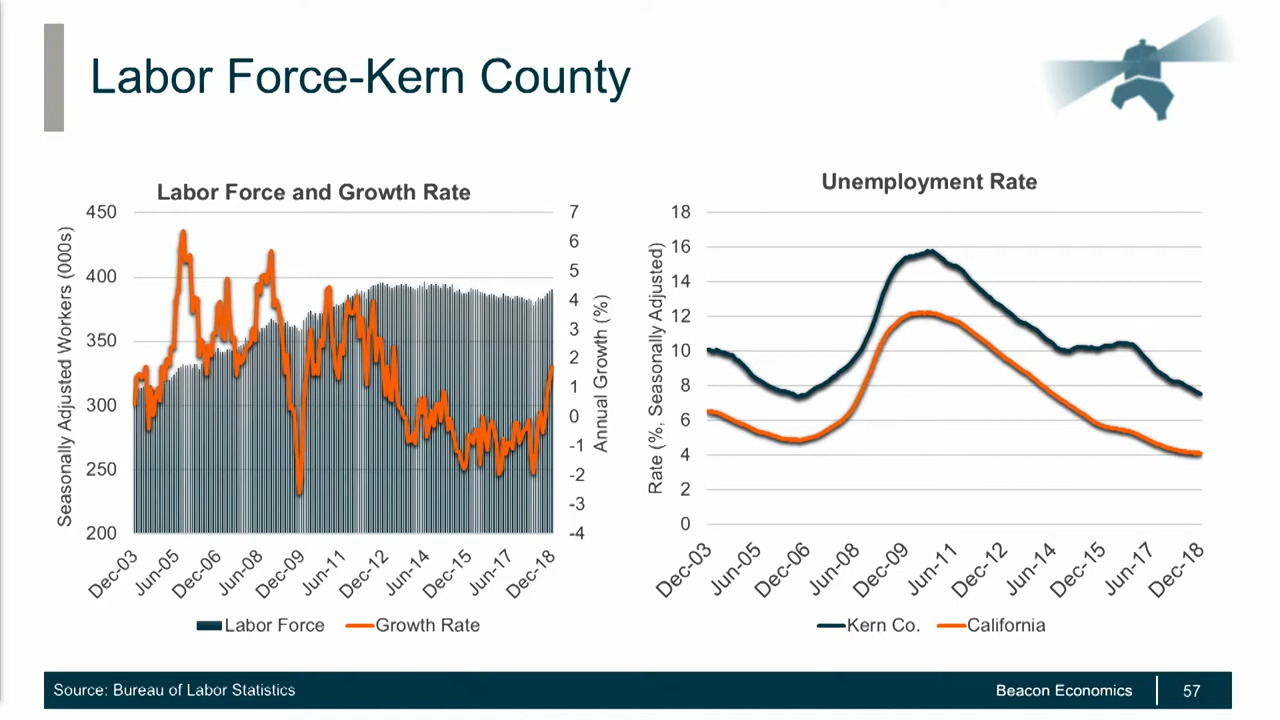 Labor Force-Kern County
Labor Force and Growth Rate
Seasonally Adjusted Workers (000s)
450
400
350
300
250
200
7
6
5
4
3
2
1
0
-1
-2
-3
-4
Annual Growth (%)
Dec-03
Jun-05
Dec-06
Jun-08
Dec-09
Jun-11
Dec-12
Jun-14
Dec-15
Jun-17
Dec-18
Labor Force
Growth Rate
Unemployment Rate
Rate (%, Seasonally Adjusted)
18
16
14
12
10
8
6
4
2
0
Dec-03
Jun-05
Dec-06
Jun-08
Dec-09
Jun-11
Dec-12
Jun-14
Dec-15
Jun-17
Dec-18
Kern Co.
California
Source: Bureau of Labor Statistics
Beacon Economics
57